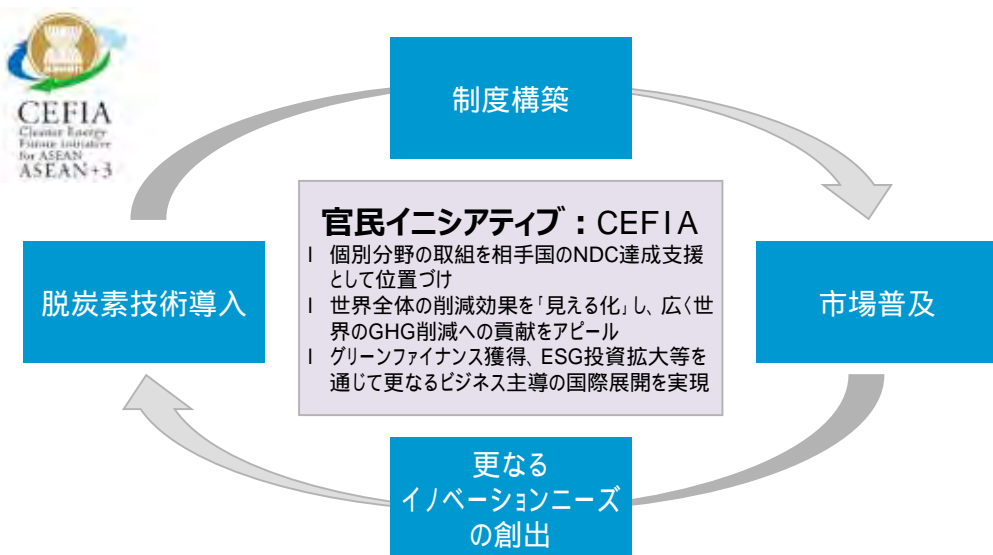 CEFIA
Cleaner Energy
Future Initiative
for ASEAN
ASEAN+3
制度構築
官民イニシアティブ：CEFIA
l 個別分野の取組を相手国のNDC達成支援
として位置づけ
l 世界全体の削減効果を「見える化」し、広く世
界のGHG削減への貢献をアピール
l グリーンファイナンス獲得、ESG投資拡大等を
通じて更なるビジネス主導の国際展開を実現
脱炭素技術導入
市場普及
更なる
イノベーションニーズ
の創出